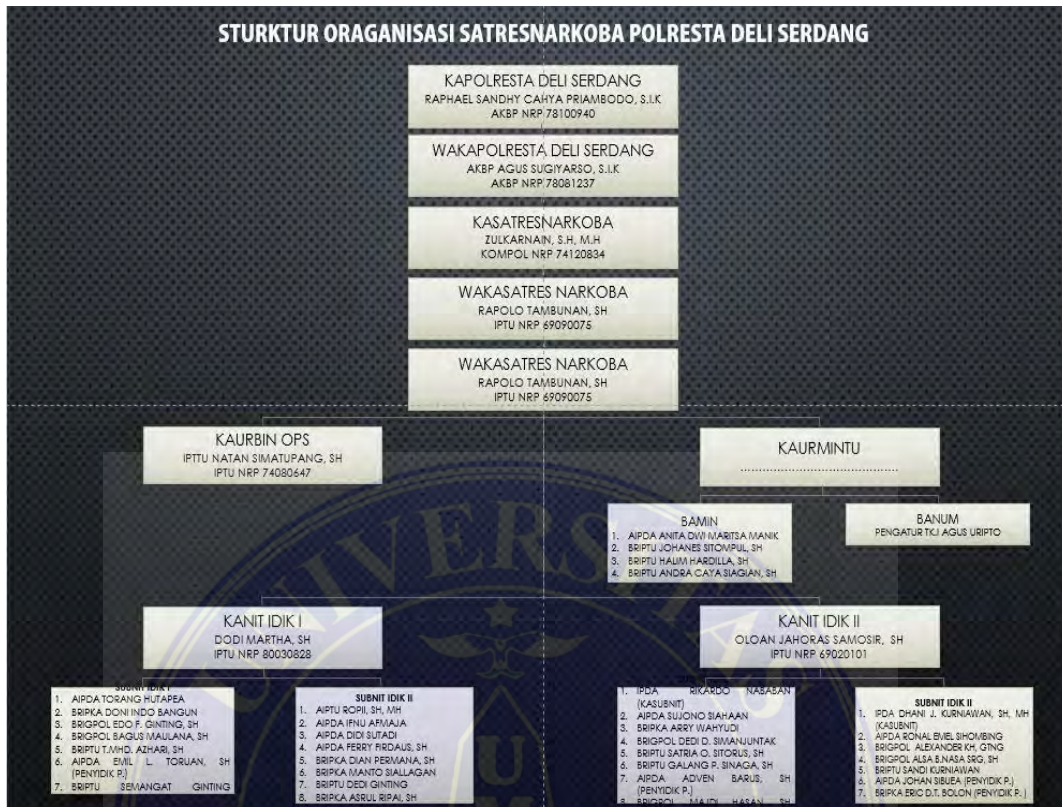 STURKTUR ORAGANISASI SATRESNARKOBA POLRESTA DELI SERDANG
KAPOLRESTA DELI SERDANG
RAPHAEL SANDHY CAHYA PRIAMBODO, S.I.K
AKBP NRP 78100940
WAKAPOLRESTA DELI SERDANG
AKBP AGUS SUGIYARSO, S.I.K
AKBP NRP 78081237
KASATRESNARKOBA
ZULKARNAIN, S.H, M.H
KOMPOL NRP 74120834
WAKASATRES NARKOBA
RAPOLO TAMBUNAN, SH
IPTU NRP 69090075
WAKASATRES NARKOBA
RAPOLO TAMBUNAN, SH
IPTU NRP 69090075
KAURBIN OPS
IPTTU NATAN SIMATUPANG, SH
IPTU NRP 74080647
KAURMINTU
..........................................
BAMIN
1. AIPDA ANITA DWI MARITSA MANIK
2. BRIPTU JOHANES SITOMPUL, SH
3. BRIPTU HALIM HARDILLA, SH
4. BRIPTU ANDRA CAYA SIAGIAN, SH
BANUM
PENGATUR TK.I AGUS URIPTO
KANIT IDIK I
DODI MARTHA, SH
IPTU NRP 80030828
KANIT IDIK II
OLOAN JAHORAS SAMOSIR, SH
IPTU NRP 69020101
SUBNIT IDIK I
1. AIPDA TORANG HUTAPEA
2. BRIPKA DONI INDO BANGUN
3. BRIGPOL EDO F. GINTING, SH
4. BRIGPOL BAGUS MAULANA, SH
5. BRIPTU T.MHD. AZHARI, SH
6. AIPDA EMIL L. TORUAN, SH
(PENYIDIK P.)
7. BRIPTU SEMANGAT GINTING
SUBNIT IDIK II
1. AIPTU ROPII, SH, MH
2. AIPDA IFNU AFMAJA
3. AIPDA DIDI SUTADI
4. AIPDA FERRY FIRDAUS, SH
5. BRIPKA DIAN PERMANA, SH
6. BRIPKA MANTO SIALLAGAN
7. BRIPTU DEDI GINTING
8. BRIPKA ASRUL RIPAI, SH
1. IPDA RIKARDO NABABAN
(KASUBNIT)
2. AIPDA SUJONO SIAHAAN
3. BRIPKA ARRY WAHYUDI
4. BRIGPOL DEDI D. SIMANJUNTAK
5. BRIPTU SATRIA O. SITORUS, SH
6. BRIPTU GALANG P. SINAGA, SH
7. AIPDA ADVEN BARUS, SH
(PENYIDIK P.)
8. BRIGPOL MAJDI HASAN, SH
SUBNIT IDIK II
1. IPDA DHANI J. KURNIAWAN, SH, MH
(KASUBNIT)
2. AIPDA RONAL EMIEL SIHOMBING
3. BRIGPOL ALEXANDER KH, GTNG
4. BRIGPOL ALSA B.NASA SRG, SH
5. BRIPTU SANDI KURNIAWAN
6. AIPDA JOHAN SIBUEA (PENYIDIK P.)
7. BRIPKA ERIC D.T. BOLON (PENYIDIK P.)
UNIVERSITAS